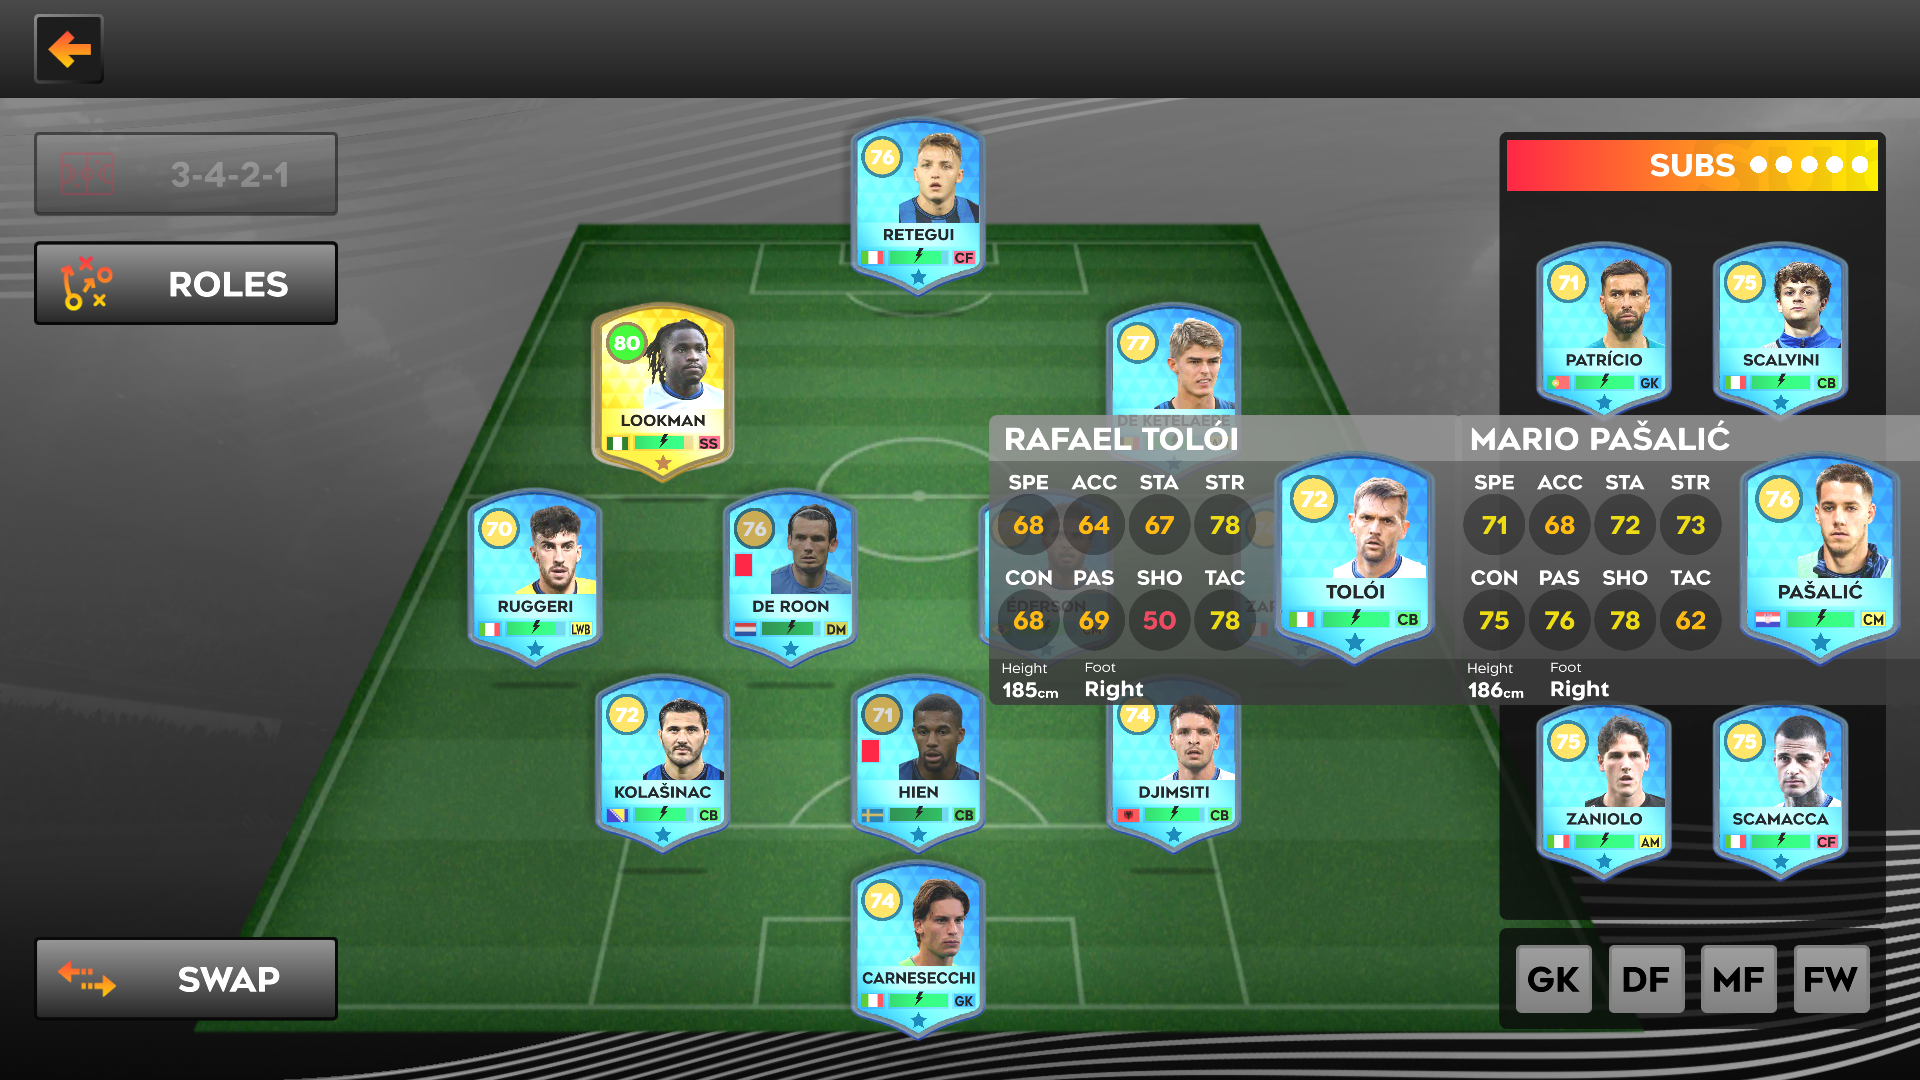 3-4-2-1
ROLES
SWAP
76
RETEGUI
CF
80
LOOKMAN
SS
77
DE KETELAERE
70
RUGGERI
LWB
76
DE ROON
DM
ÉDERSON
72
KOLAŠINAC
CB
71
HIEN
CB
74
DJIMSITI
CB
74
CARNESECCHI
GK
RAFAEL TOLÓI
SPE ACC STA STR
68 64 67 78
CON PAS SHO TAC
68 69 50 78
Height Foot
185cm Right
72
TOLÓI
CB
MARIO PAŠALIĆ
SPE ACC STA STR
71 68 72 73
CON PAS SHO TAC
75 76 78 62
Height Foot
186cm Right
76
PAŠALIĆ
CM
SUBS
71
PATRÍCIO
GK
75
SCALVINI
CB
75
ZANIOLO
AM
75
SCAMACCA
CF
GK DF MF FW